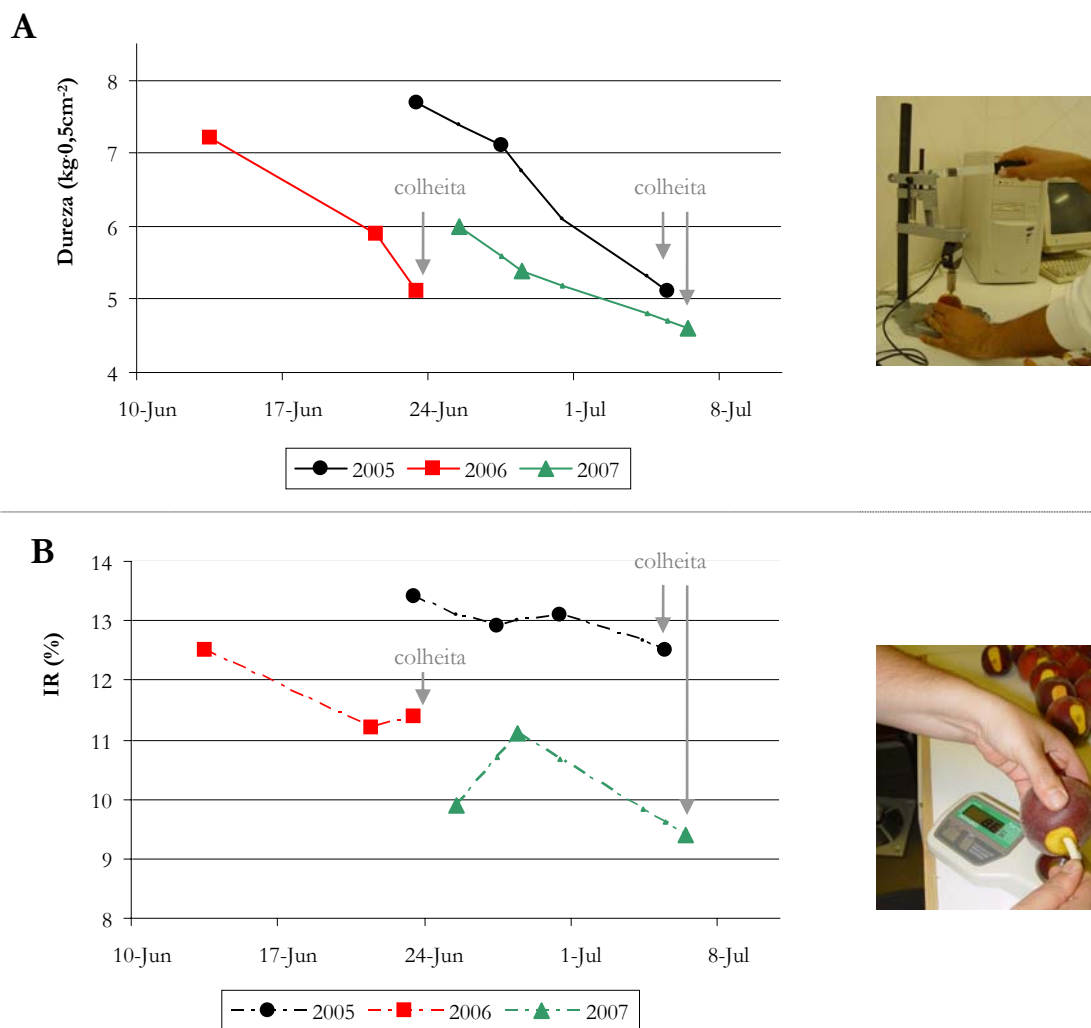 A
Dureza (kg·0,5cm⁻²)
8
7
6
5
4
colheita
colheita
10-Jun
17-Jun
24-Jun
1-Jul
8-Jul
2005
2006
2007
B
IR (%)
14
13
12
11
10
9
8
colheita
colheita
10-Jun
17-Jun
24-Jun
1-Jul
8-Jul
2005
2006
2007